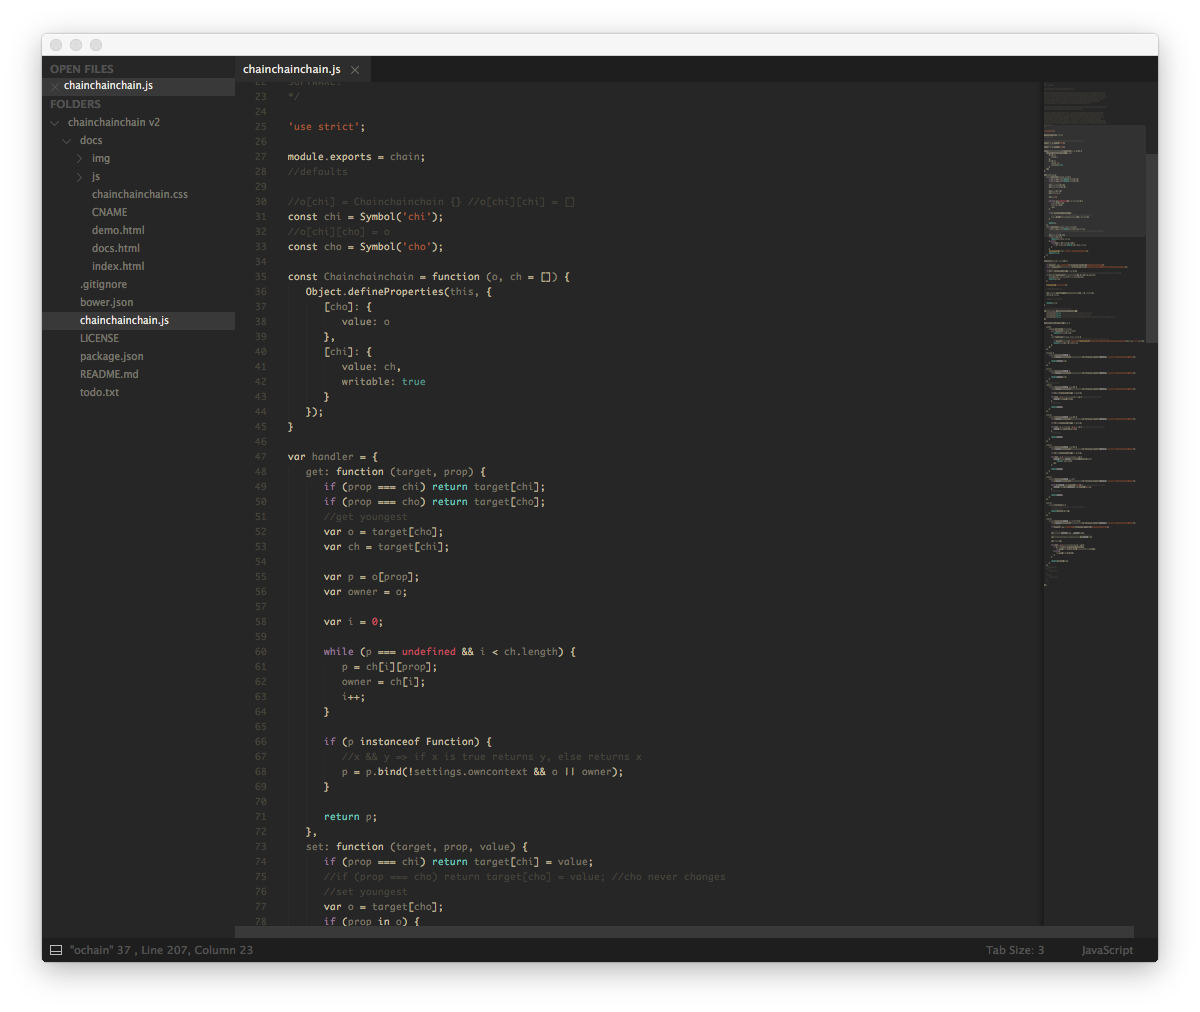 OPEN FILES
chainchainchain.js
FOLDERS
chainchainchain v2
docs
img
js
chainchainchain.css
CNAME
demo.html
docs.html
index.html
.gitignore
bower.json
chainchainchain.js
LICENSE
package.json
README.md
todo.txt
chainchainchain.js
22 SOFTWARE.
23 */
24
25 'use strict';
26
27 module.exports = chain;
28 //defaults
29
30 //o[chi] = Chainchainchain {} //o[chi][chi] = []
31 const chi = Symbol('chi');
32 //o[chi][cho] = o
33 const cho = Symbol('cho');
34
35 const Chainchainchain = function (o, ch = []) {
36 Object.defineProperties(this, {
37 [cho]: {
38 value: o
39 },
40 [chi]: {
41 value: ch,
42 writable: true
43 }
44 });
45 }
46
47 var handler = {
48 get: function (target, prop) {
49 if (prop === chi) return target[chi];
50 if (prop === cho) return target[cho];
51 //get youngest
52 var o = target[cho];
53 var ch = target[chi];
54
55 var p = o[prop];
56 var owner = o;
57
58 var i = 0;
59
60 while (p === undefined && i < ch.length) {
61 p = ch[i][prop];
62 owner = ch[i];
63 i++;
64 }
65
66 if (p instanceof Function) {
67 //x && y => if x is true returns y, else returns x
68 p = p.bind(!settings.owncontext && o || owner);
69 }
70
71 return p;
72 },
73 set: function (target, prop, value) {
74 if (prop === chi) return target[chi] = value;
75 //if (prop === cho) return target[cho] = value; //cho never changes
76 //set youngest
77 var o = target[cho];
78 if (prop in o) {
"ochain" 37 , Line 207, Column 23
Tab Size: 3
JavaScript